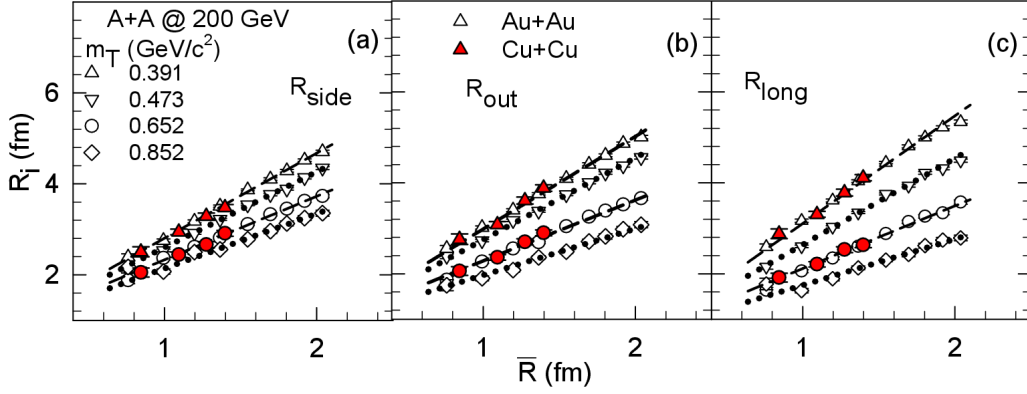 A+A @ 200 GeV
m_T (GeV/c²)
0.391
0.473
0.652
0.852
(a)
R_side
Au+Au
Cu+Cu
(b)
R_out
(c)
R_long
R_i (fm)
6
4
2
1
2
1
2
1
2
R̅ (fm)